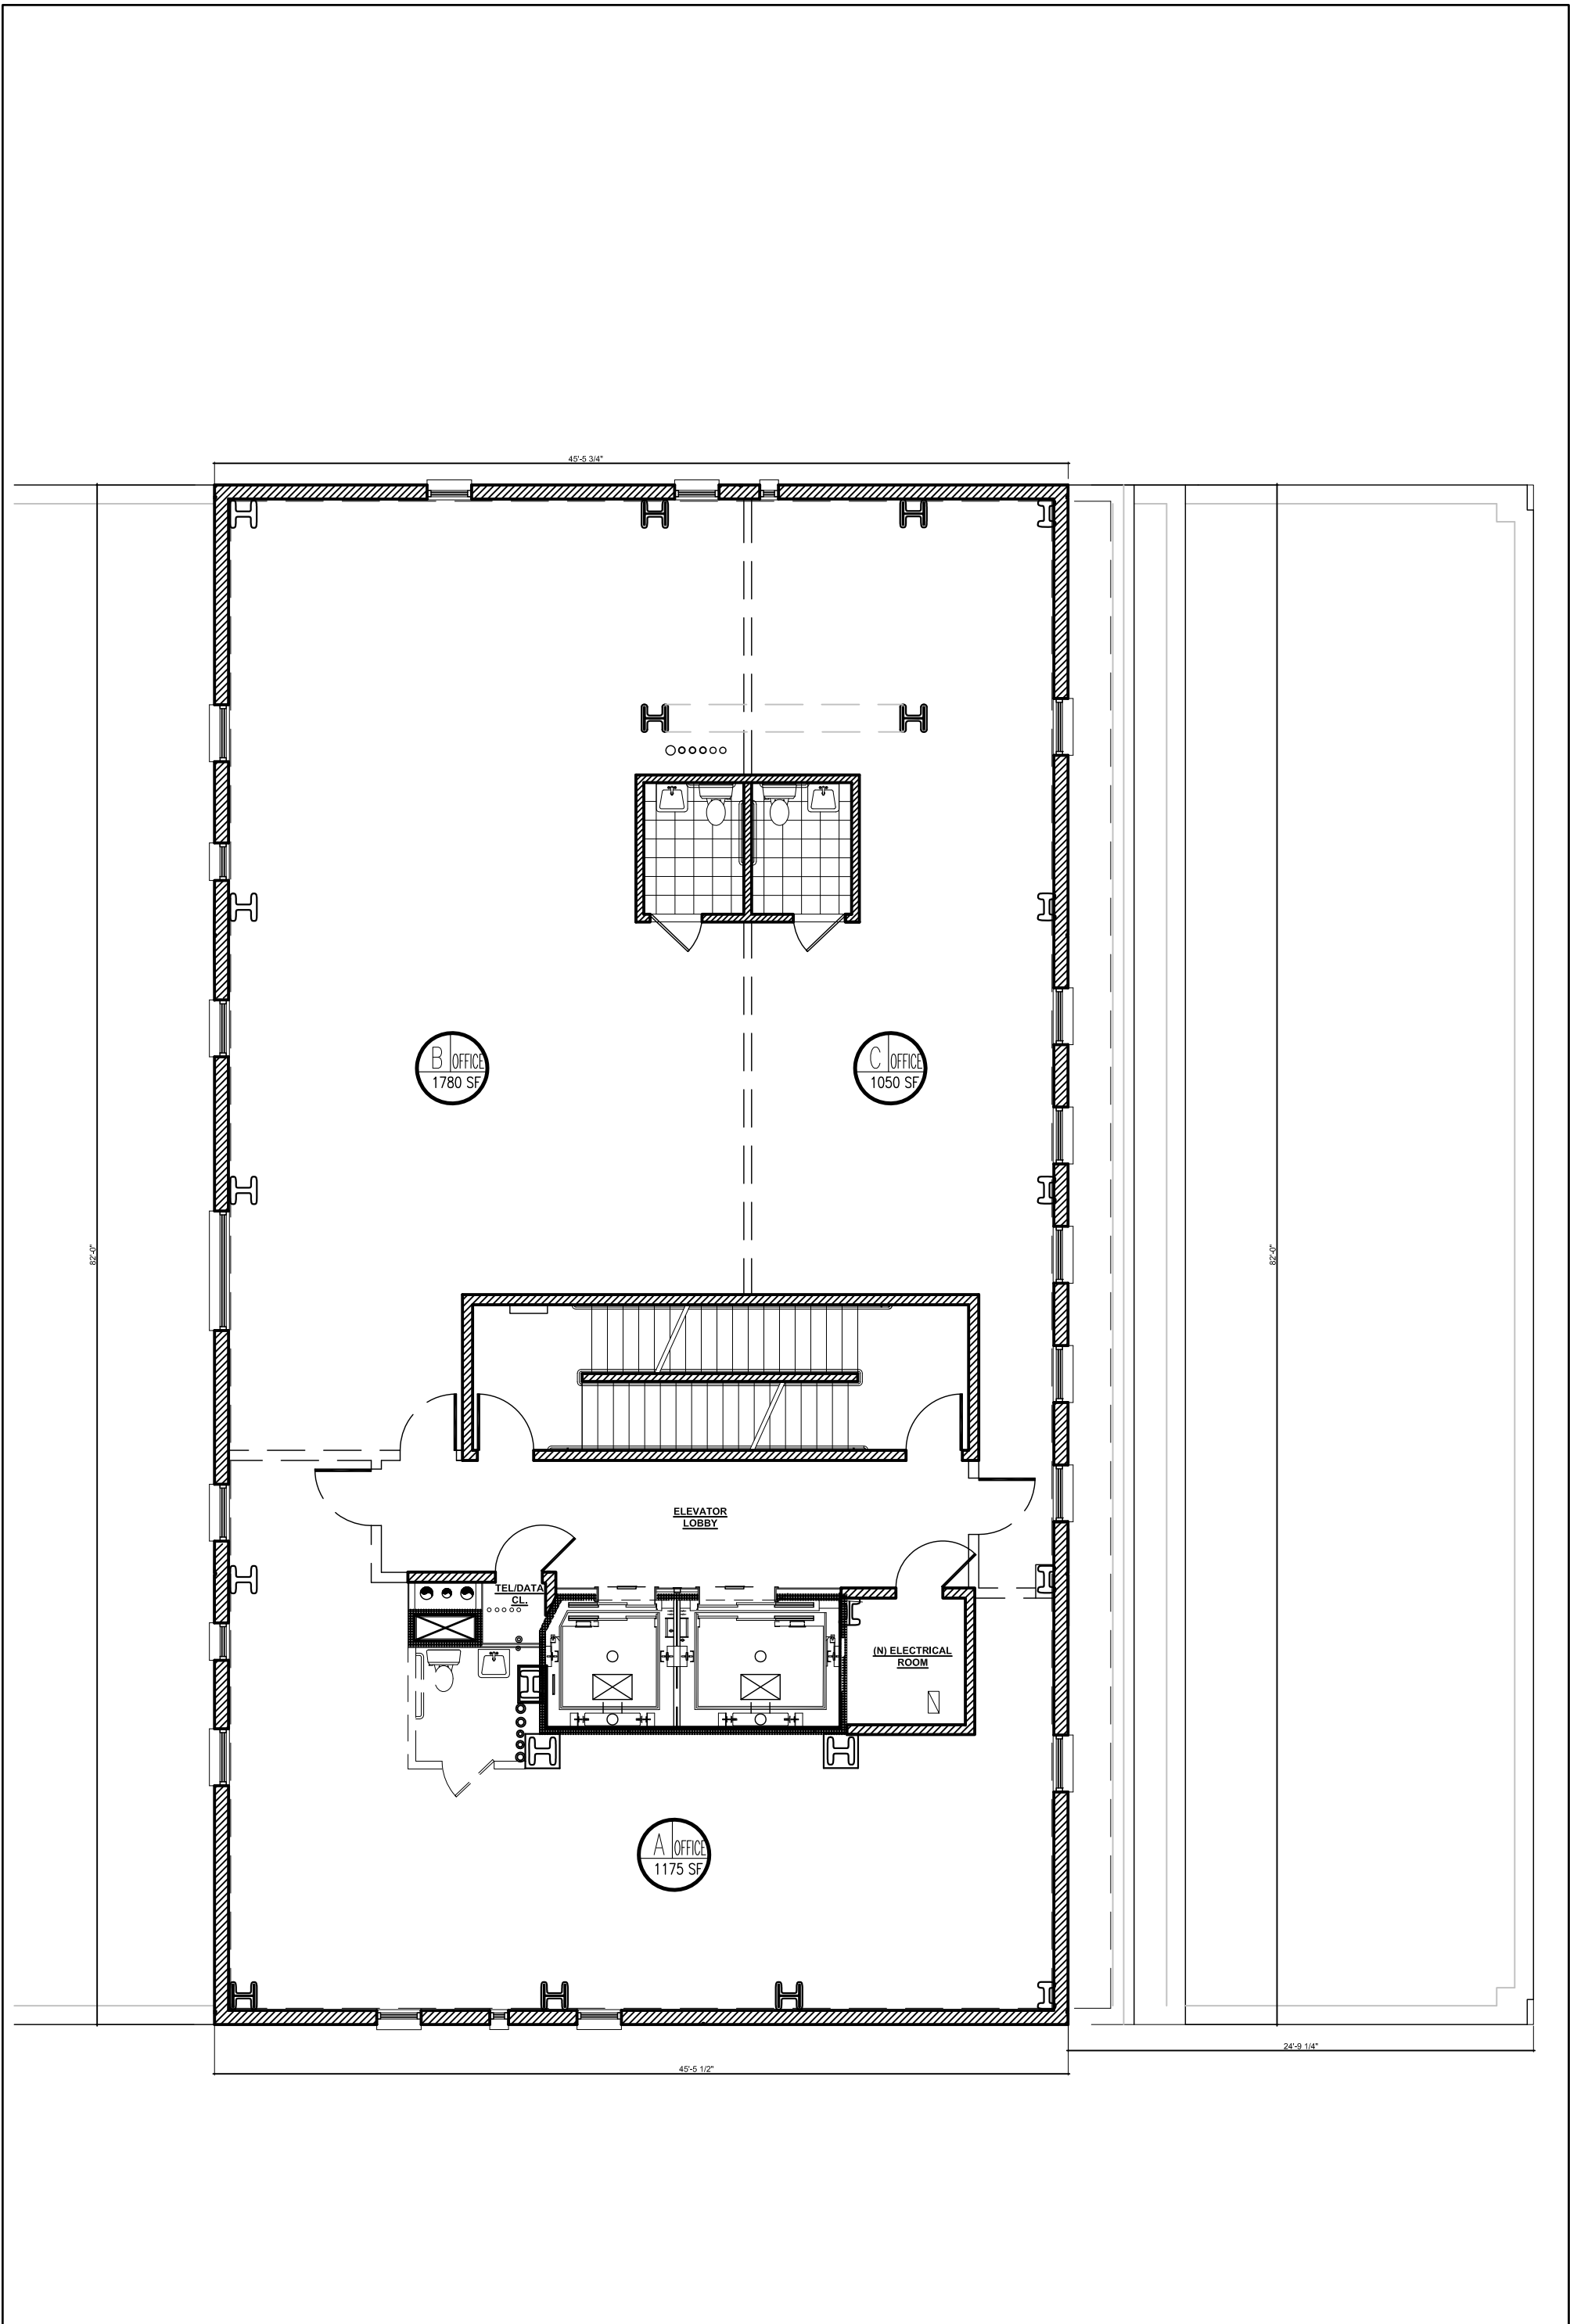 45'-5 3/4"
B OFFICE
1780 SF
C OFFICE
1050 SF
82'-0"
82'-0"
ELEVATOR
LOBBY
TEL/DATA
CL.
(N) ELECTRICAL
ROOM
A OFFICE
1175 SF
24'-9 1/4"
45'-5 1/2"